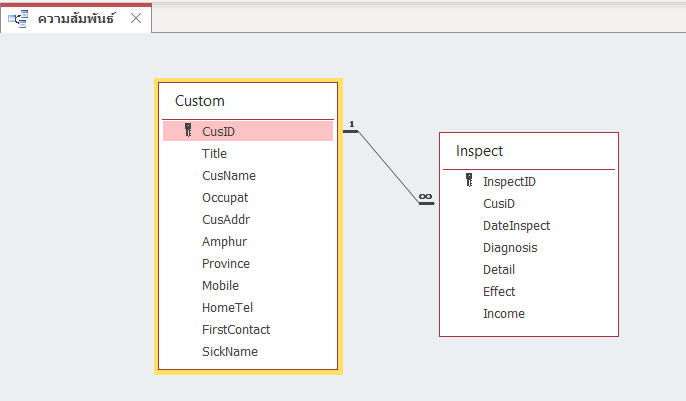 ความสัมพันธ์
Custom
CusID
Title
CusName
Occupat
CusAddr
Amphur
Province
Mobile
HomeTel
FirstContact
SickName
1
∞
Inspect
InspectID
CusiD
DateInspect
Diagnosis
Detail
Effect
Income